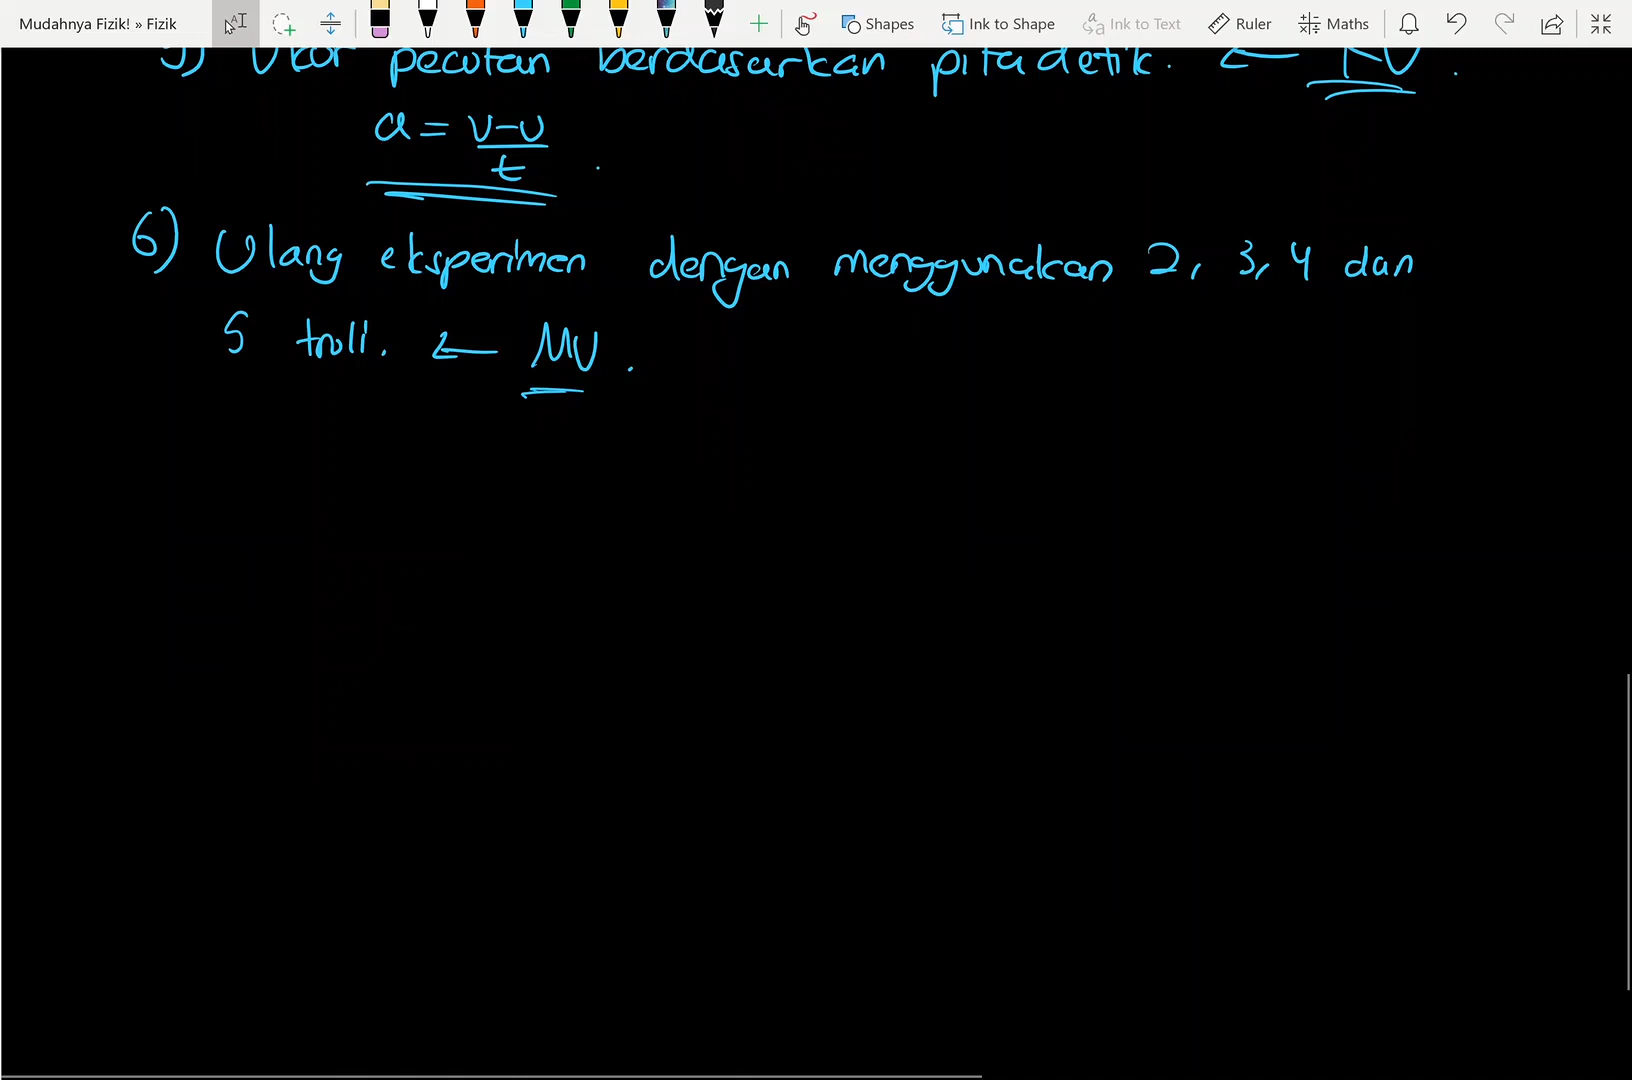 Mudahnya Fizik! » Fizik Shapes Ink to Shape Ink to Text Ruler Maths
5) Ukur pecutan berdasarkan pita detik. ← RV.
a = v-u
t
6) Ulang eksperimen dengan menggunakan 2, 3, 4 dan
5 troli. ← MV.